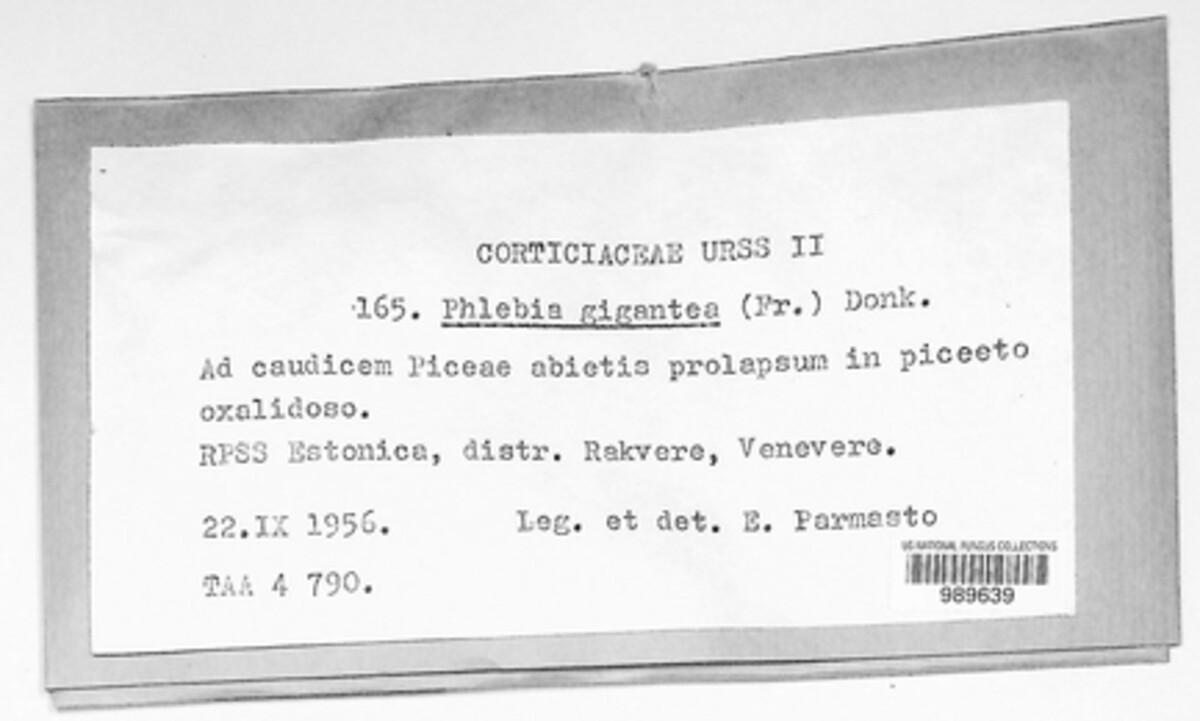 CORTICIACEAE URSS II
165. Phlebia gigantea (Fr.) Donk.
Ad caudicem Piceae abietis prolapsum in piceeto
oxalidoso.
RPSS Estonica, distr. Rakvere, Venevere.
22.IX 1956. Leg. et det. E. Parmasto
US NATIONAL FUNGUS COLLECTIONS
989639
TAA 4 790.